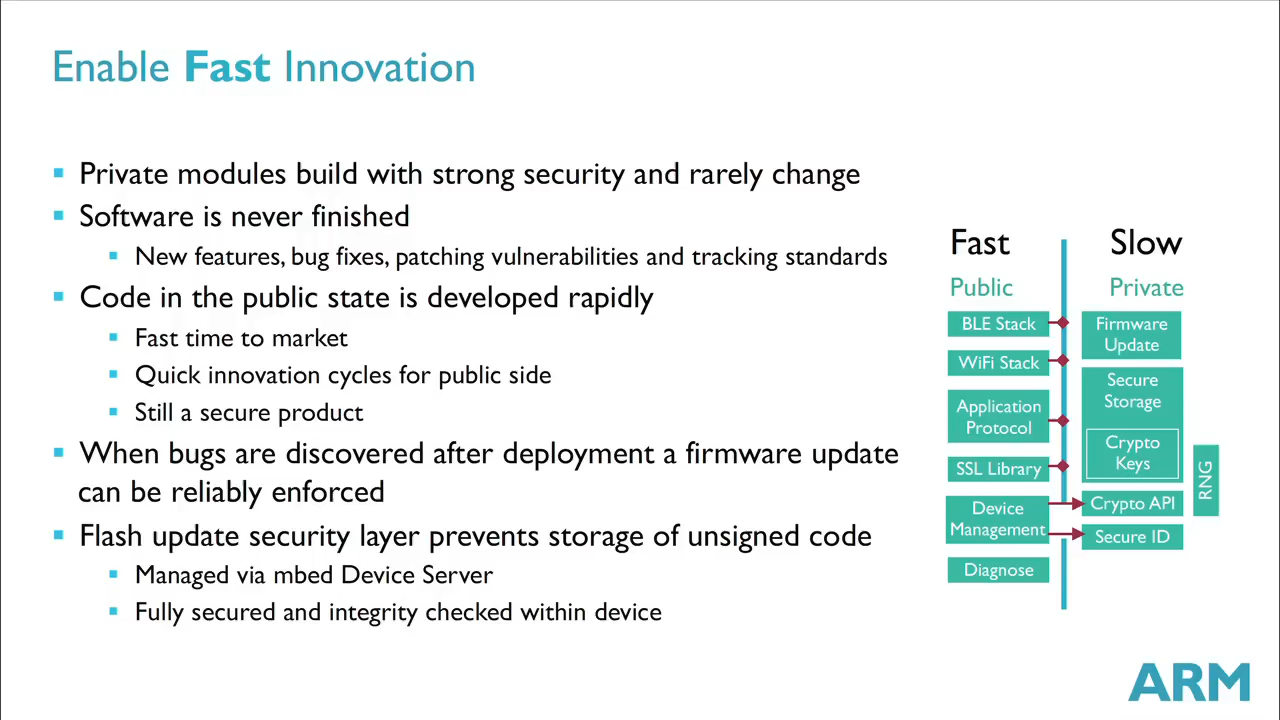 Enable Fast Innovation
Private modules build with strong security and rarely change
Software is never finished
New features, bug fixes, patching vulnerabilities and tracking standards
Code in the public state is developed rapidly
Fast time to market
Quick innovation cycles for public side
Still a secure product
When bugs are discovered after deployment a firmware update
can be reliably enforced
Flash update security layer prevents storage of unsigned code
Managed via mbed Device Server
Fully secured and integrity checked within device
Fast
Public
BLE Stack
WiFi Stack
Application
Protocol
SSL Library
Device
Management
Diagnose
Slow
Private
Firmware
Update
Secure
Storage
Crypto
Keys
Crypto API
Secure ID
RNG
ARM